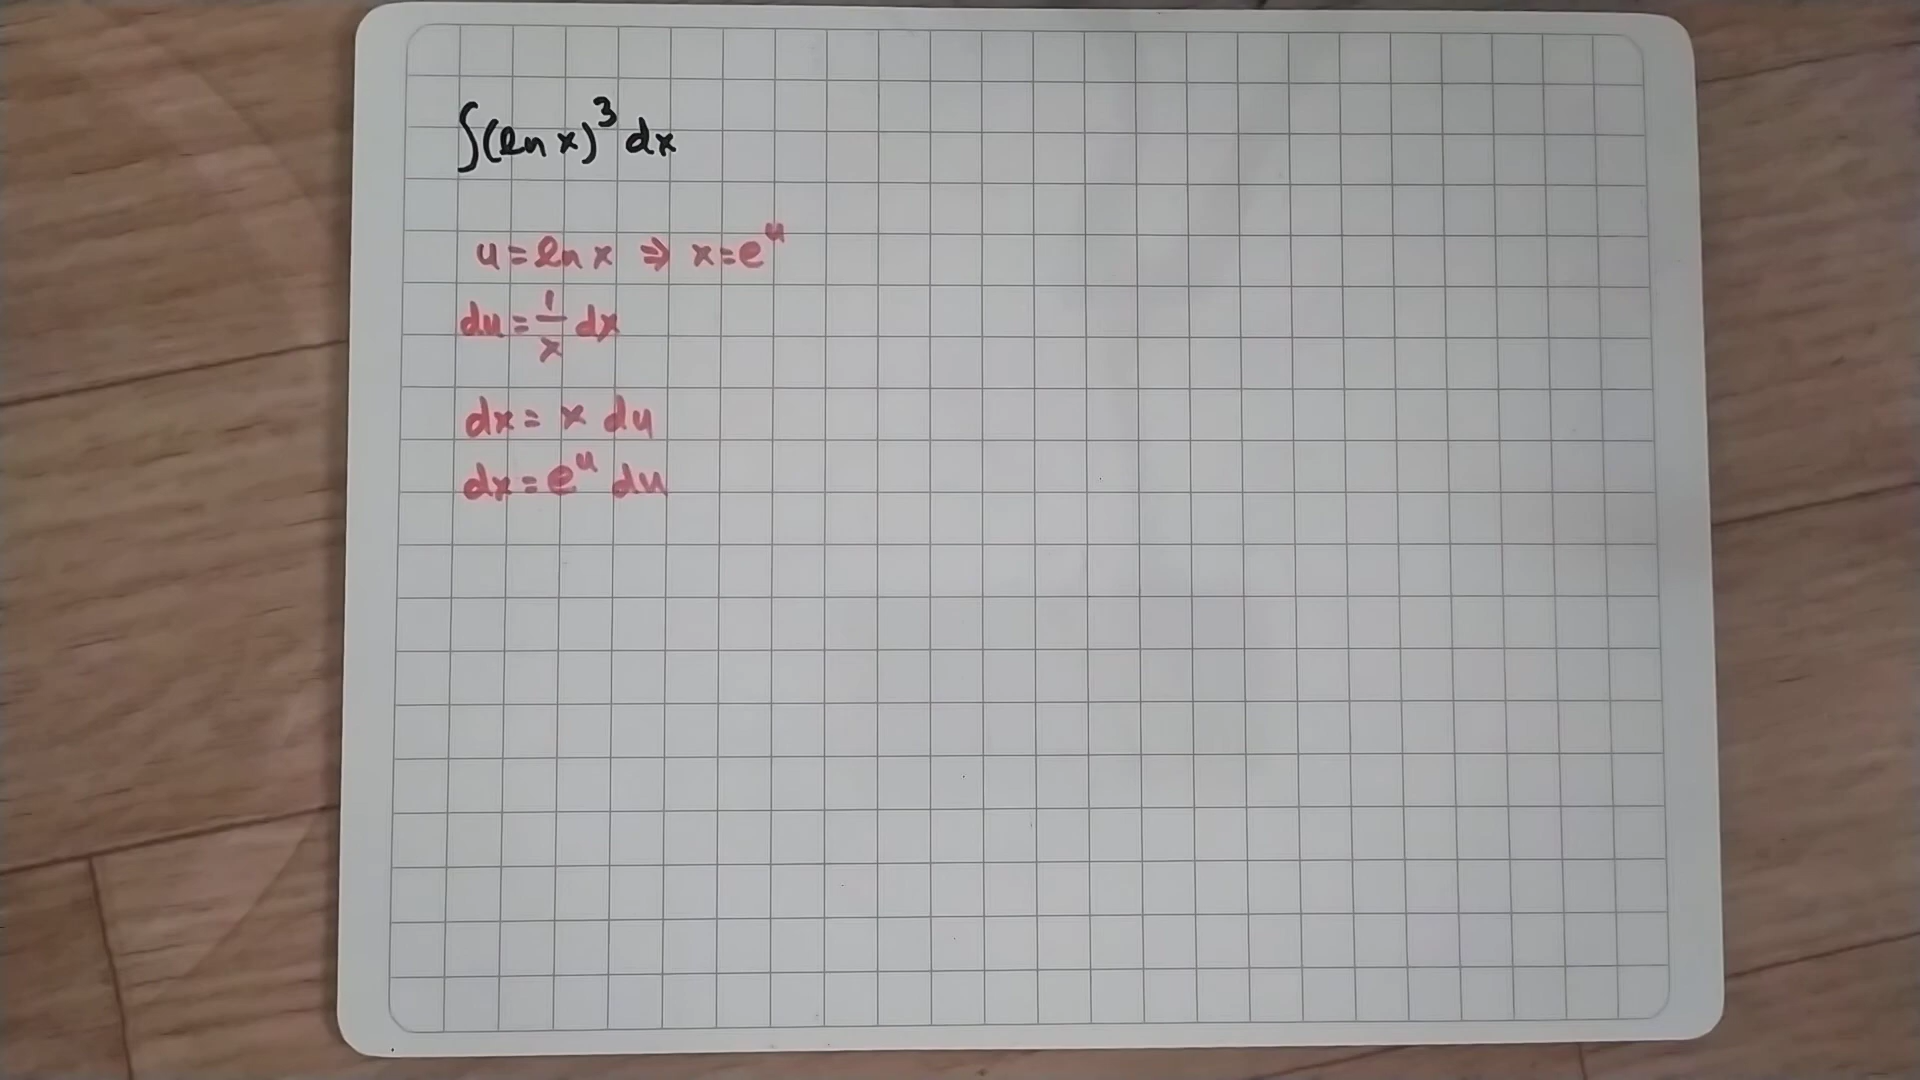 ∫(ln x)³ dx
u = ln x ⇒ x = eᵘ
du = 1/x dx
dx = x du
dx = eᵘ du